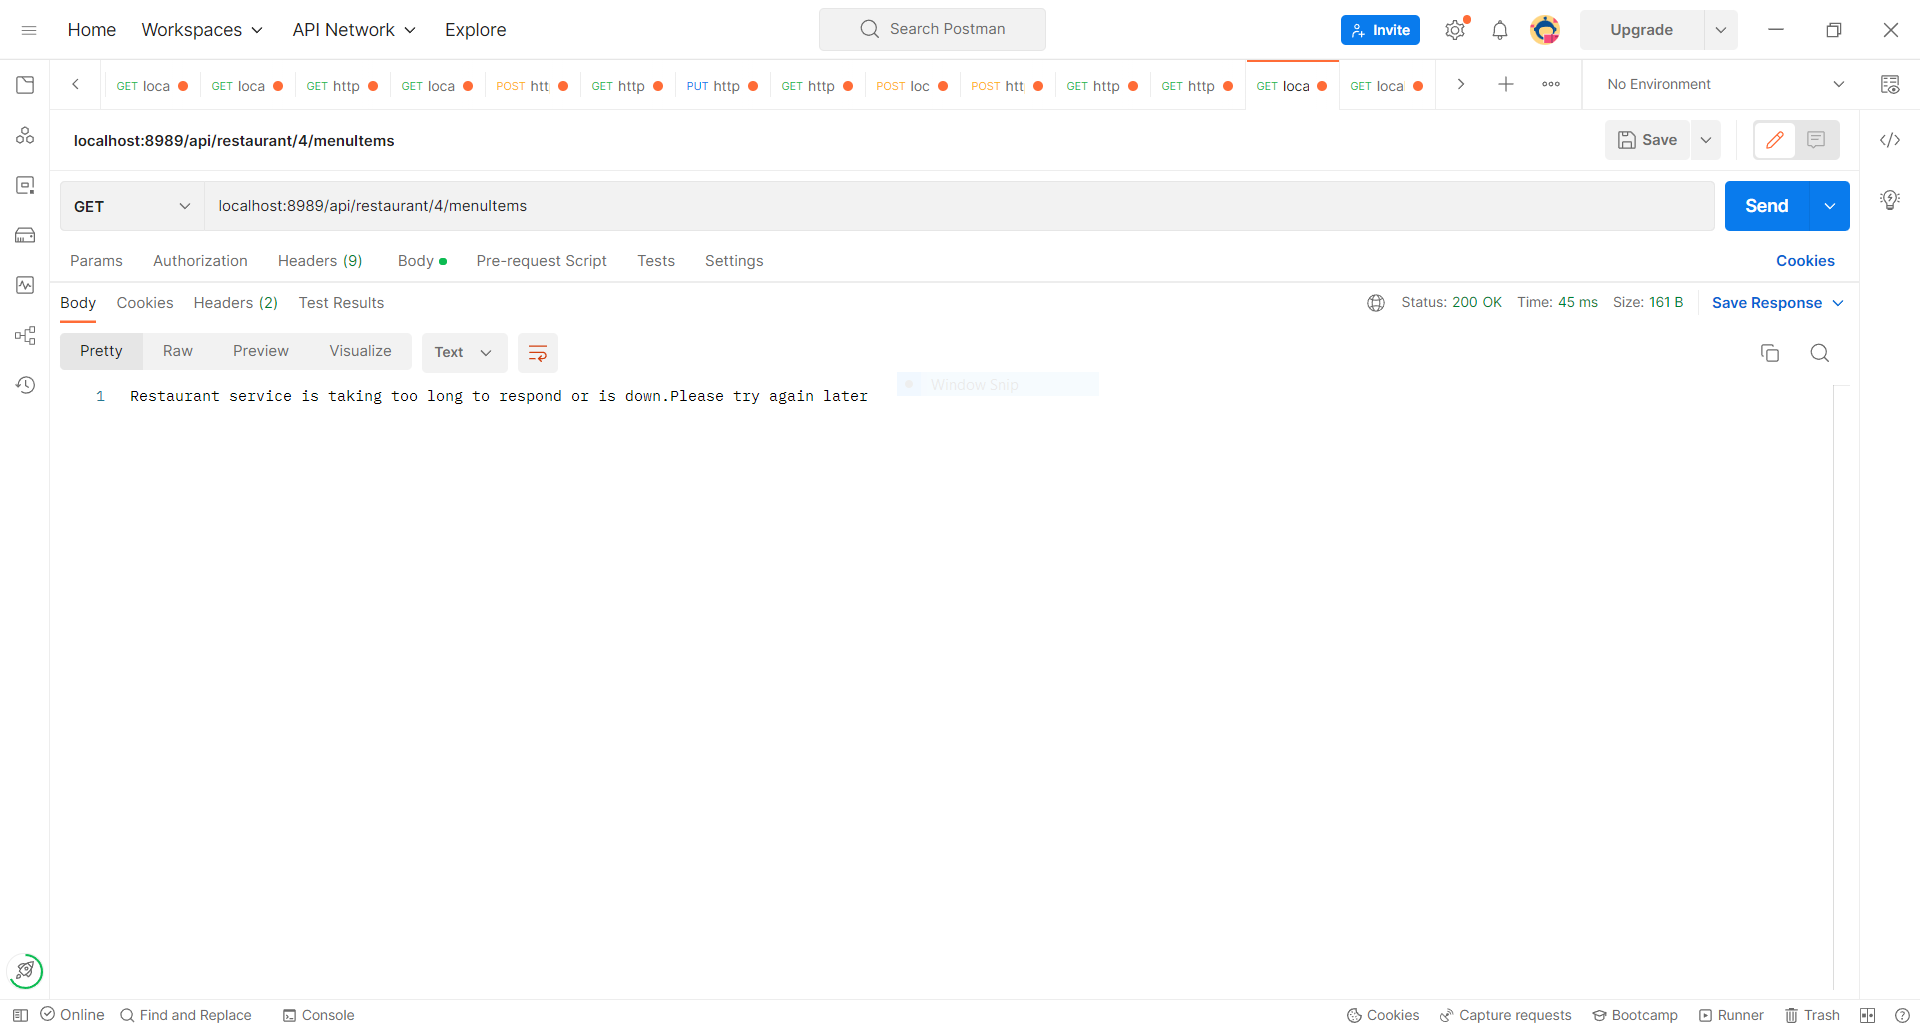 Home Workspaces API Network Explore Search Postman Invite Upgrade
GET loca GET loca GET http GET loca POST htt GET http PUT http GET http POST loc POST htt GET http GET http GET loca GET loca No Environment
localhost:8989/api/restaurant/4/menuItems Save
GET localhost:8989/api/restaurant/4/menuItems Send
Params Authorization Headers (9) Body Pre-request Script Tests Settings Cookies
Body Cookies Headers (2) Test Results Status: 200 OK Time: 45 ms Size: 161 B Save Response
Pretty Raw Preview Visualize Text
Window Snip
1 Restaurant service is taking too long to respond or is down.Please try again later
Online Find and Replace Console Cookies Capture requests Bootcamp Runner Trash